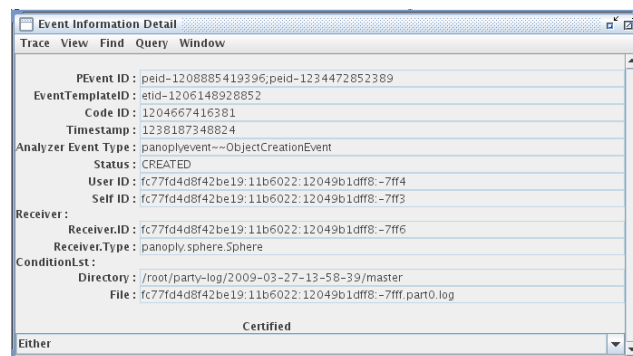 Event Information Detail
Trace View Find Query Window
PEvent ID : peid-1208885419396;peid-1234472852389
EventTemplateID : etid-1206148928852
Code ID : 1204667416381
Timestamp : 1238187348824
Analyzer Event Type : panoplyevent~~ObjectCreationEvent
Status : CREATED
User ID : fc77fd4d8f42be19:11b6022:12049b1dff8:-7ff4
Self ID : fc77fd4d8f42be19:11b6022:12049b1dff8:-7ff3
Receiver :
Receiver.ID : fc77fd4d8f42be19:11b6022:12049b1dff8:-7ff6
Receiver.Type : panoply.sphere.Sphere
ConditionLst :
Directory : /root/party-log/2009-03-27-13-58-39/master
File : fc77fd4d8f42be19:11b6022:12049b1dff8:-7fff.part0.log
Certified
Either